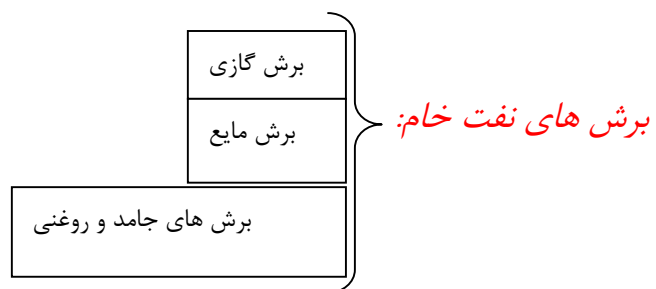 برش های نفت خام:
برش گازی
برش مایع
برش های جامد و روغنی